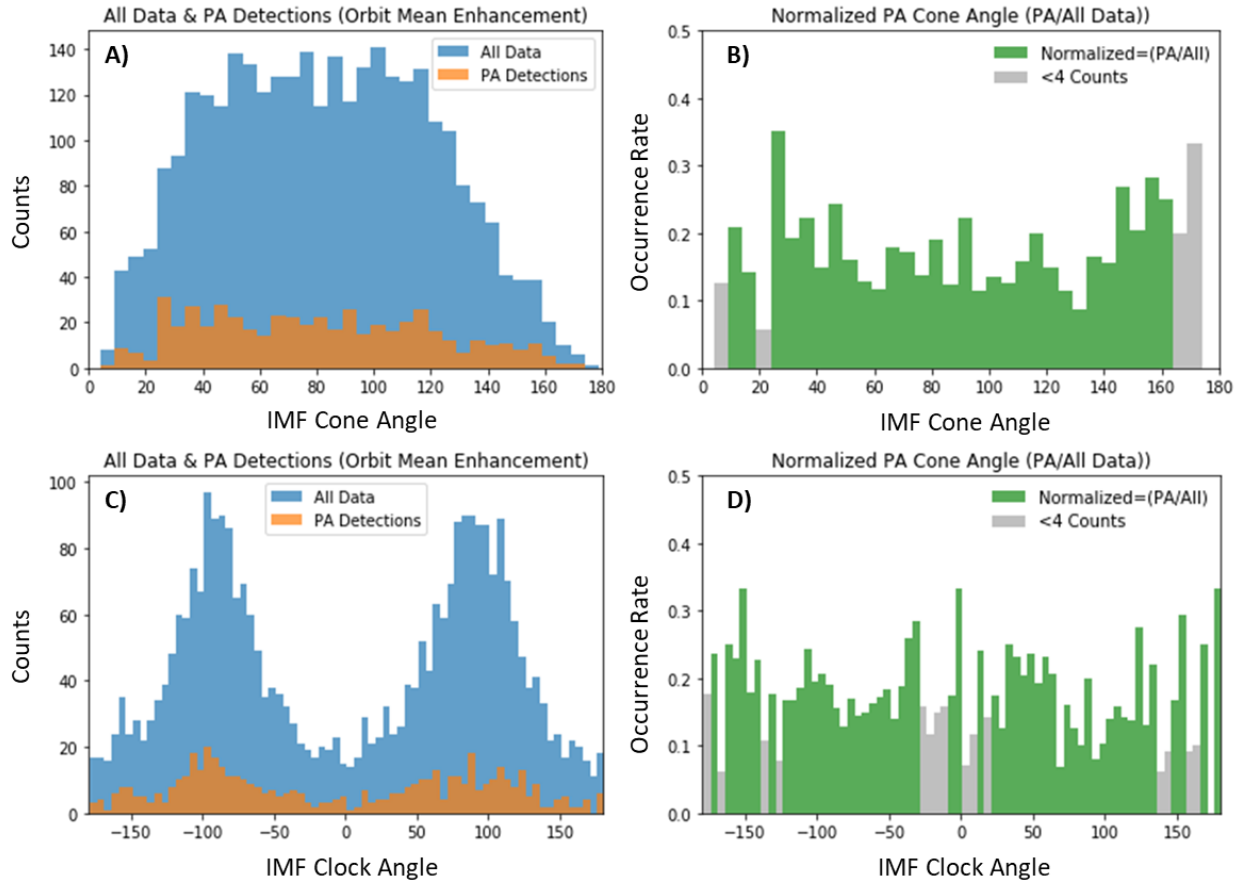 All Data & PA Detections (Orbit Mean Enhancement)
A)
All Data
PA Detections
140
120
100
80
60
40
20
0
Counts
0 20 40 60 80 100 120 140 160 180
IMF Cone Angle
Normalized PA Cone Angle (PA/All Data))
B)
Normalized=(PA/All)
<4 Counts
0.5
0.4
0.3
0.2
0.1
0.0
Occurrence Rate
0 20 40 60 80 100 120 140 160 180
IMF Cone Angle
All Data & PA Detections (Orbit Mean Enhancement)
C)
All Data
PA Detections
100
80
60
40
20
0
Counts
−150 −100 −50 0 50 100 150
IMF Clock Angle
Normalized PA Cone Angle (PA/All Data))
D)
Normalized=(PA/All)
<4 Counts
0.5
0.4
0.3
0.2
0.1
0.0
Occurrence Rate
−150 −100 −50 0 50 100 150
IMF Clock Angle